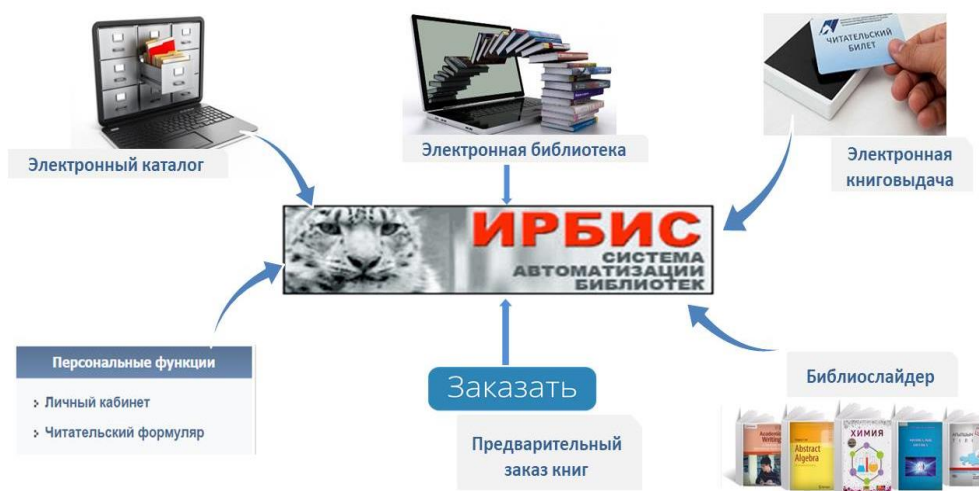 ЧИТАТЕЛЬСКИЙ
БИЛЕТ
Электронный каталог
Электронная библиотека
Электронная
книговыдача
ИРБИС
СИСТЕМА
АВТОМАТИЗАЦИИ
БИБЛИОТЕК
Персональные функции
Личный кабинет
Читательский формуляр
Заказать
Предварительный
заказ книг
Библиослайдер
Academic
Writing
Abstract
Algebra
ХИМИЯ